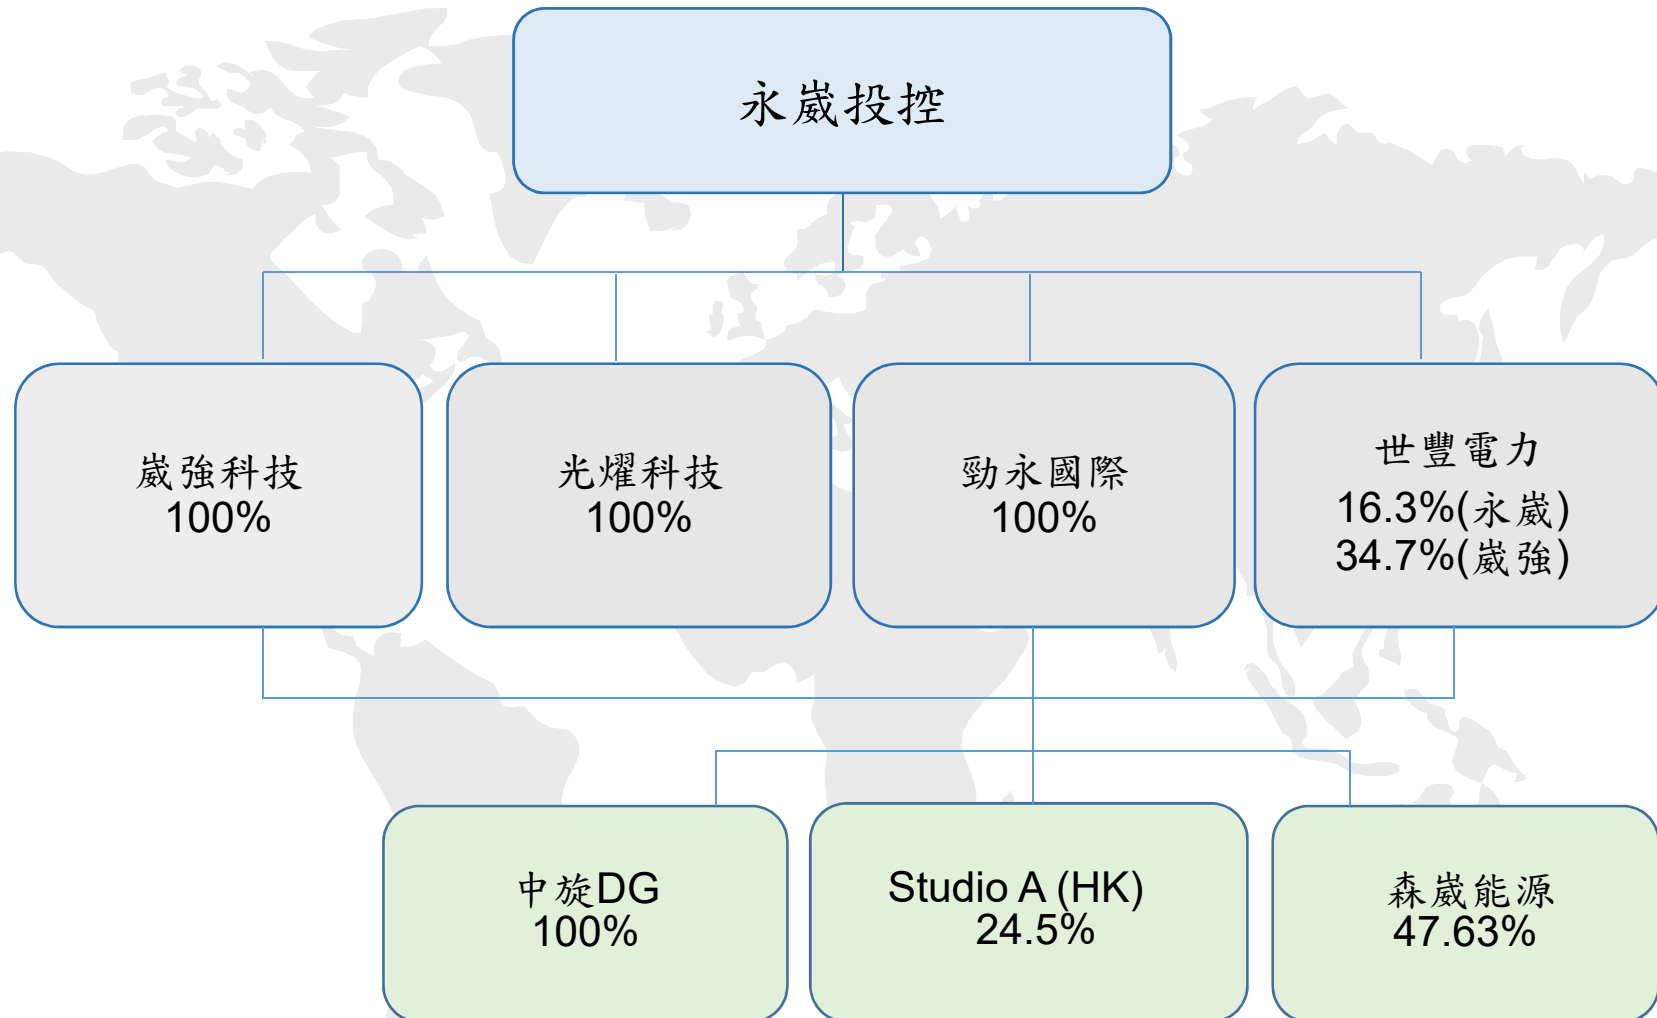 永崴投控
崴強科技
100%
光燿科技
100%
勁永國際
100%
世豐電力
16.3%(永崴)
34.7%(崴強)
中旋DG
100%
Studio A (HK)
24.5%
森崴能源
47.63%